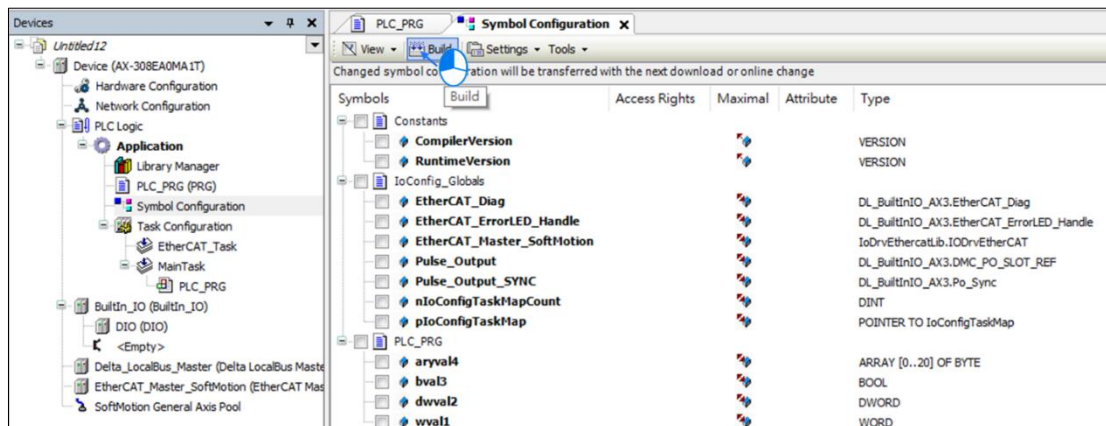 Devices
Untitled12
Device (AX-308EA0MA1T)
Hardware Configuration
Network Configuration
PLC Logic
Application
Library Manager
PLC_PRG (PRG)
Symbol Configuration
Task Configuration
EtherCAT_Task
MainTask
PLC_PRG
BuiltIn_IO (BuiltIn_IO)
DIO (DIO)
<Empty>
Delta_LocalBus_Master (Delta LocalBus Maste
EtherCAT_Master_SoftMotion (EtherCAT Mas
SoftMotion General Axis Pool
PLC_PRG Symbol Configuration
View Build Settings Tools
Changed symbol configuration will be transferred with the next download or online change
Build
Symbols Access Rights Maximal Attribute Type
Constants
CompilerVersion VERSION
RuntimeVersion VERSION
IoConfig_Globals
EtherCAT_Diag DL_BuiltInIO_AX3.EtherCAT_Diag
EtherCAT_ErrorLED_Handle DL_BuiltInIO_AX3.EtherCAT_ErrorLED_Handle
EtherCAT_Master_SoftMotion IoDrvEthercatLib.IODrvEtherCAT
Pulse_Output DL_BuiltInIO_AX3.DMC_PO_SLOT_REF
Pulse_Output_SYNC DL_BuiltInIO_AX3.Po_Sync
nIoConfigTaskMapCount DINT
pIoConfigTaskMap POINTER TO IoConfigTaskMap
PLC_PRG
aryval4 ARRAY [0..20] OF BYTE
bval3 BOOL
dwval2 DWORD
wval1 WORD